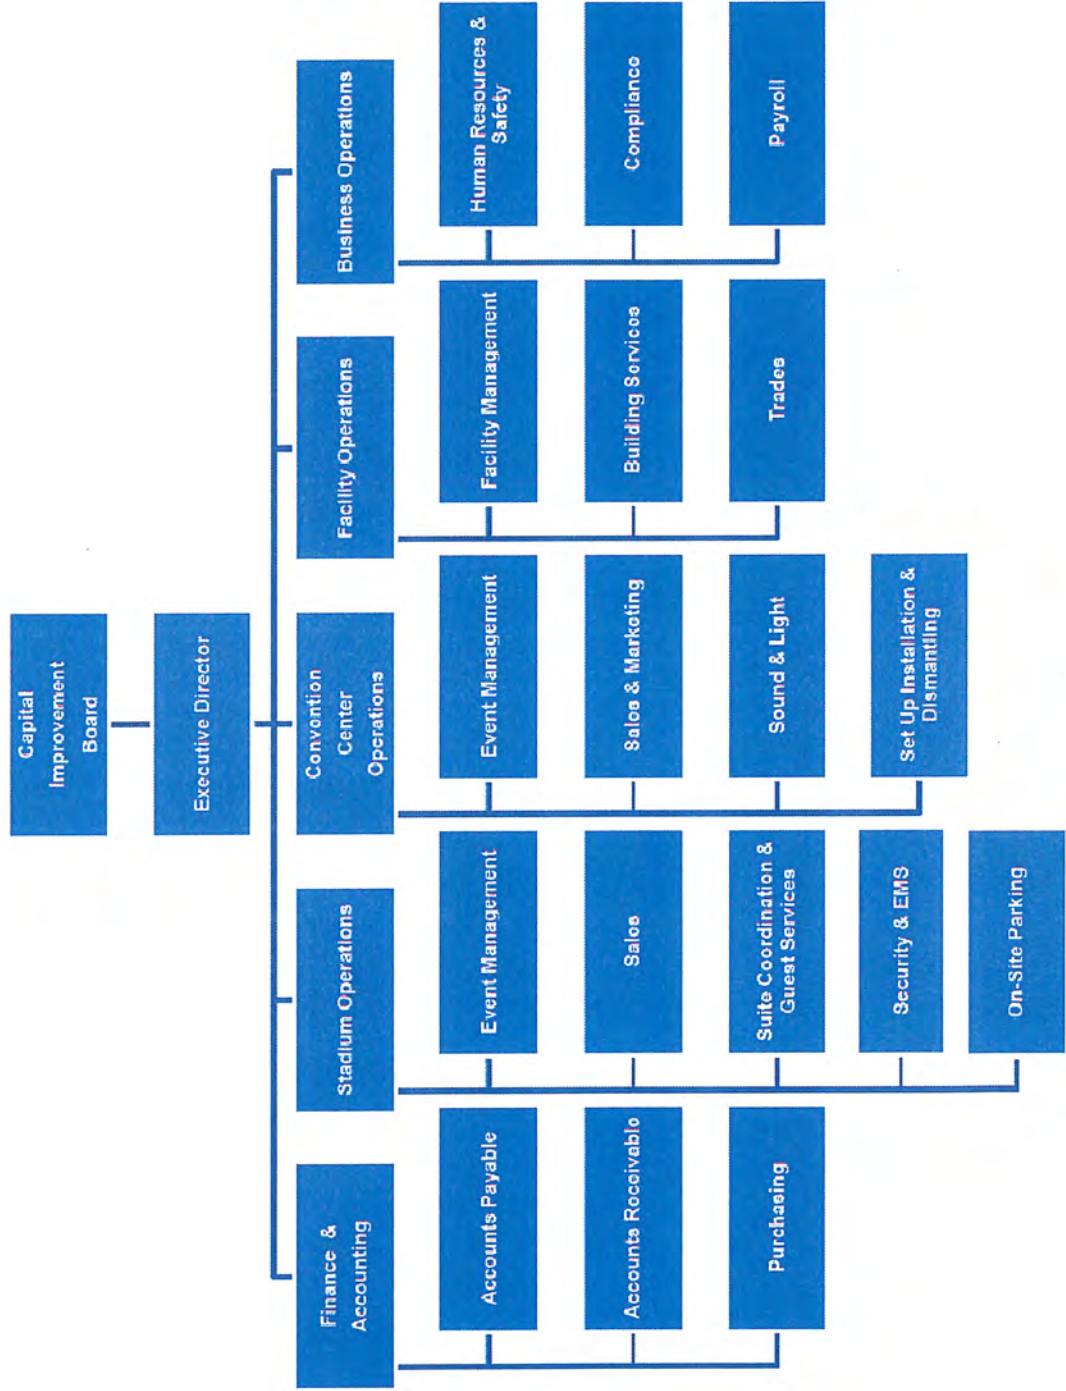 Capital
Improvement
Board
Executive Director
Finance &
Accounting
Stadium Operations
Convention
Center
Operations
Facility Operations
Business Operations
Accounts Payable
Accounts Receivable
Purchasing
Event Management
Sales
Suite Coordination &
Guest Services
Security & EMS
On-Site Parking
Event Management
Sales & Marketing
Sound & Light
Set Up Installation &
Dismantling
Facility Management
Building Services
Trades
Human Resources &
Safety
Compliance
Payroll